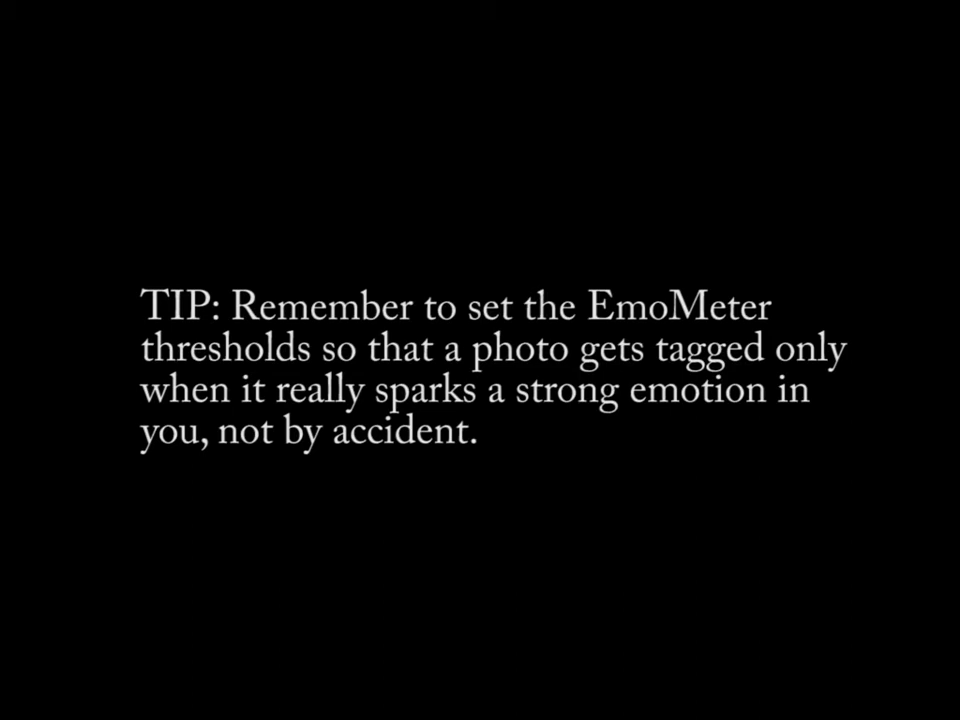 TIP: Remember to set the EmoMeter
thresholds so that a photo gets tagged only
when it really sparks a strong emotion in
you, not by accident.